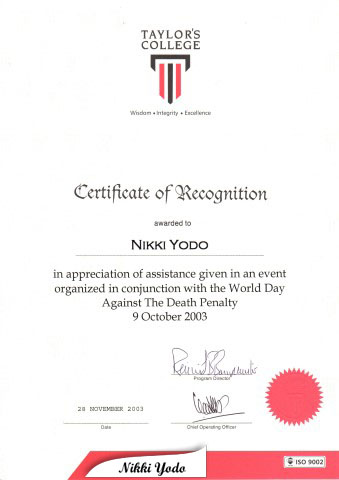 TAYLOR'S
COLLEGE
Wisdom • Integrity • Excellence
Certificate of Recognition
awarded to
NIKKI YODO
in appreciation of assistance given in an event
organized in conjunction with the World Day
Against The Death Penalty
9 October 2003
Program Director
28 NOVEMBER 2003
Date
Chief Operating Officer
Nikki Yodo
ISO 9002